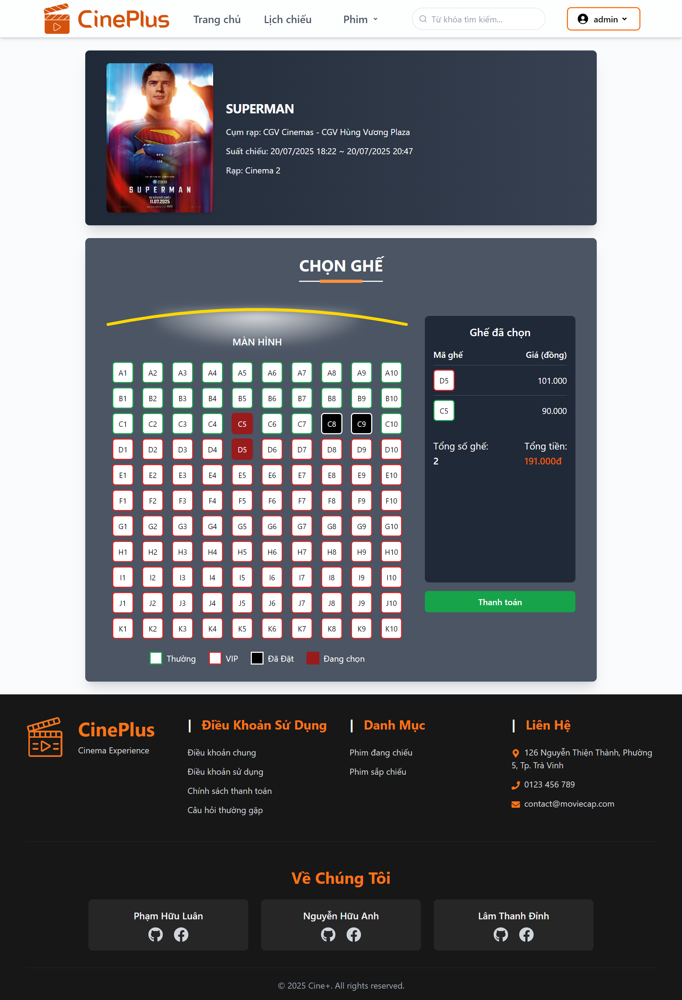 CinePlus
Trang chủ
Lịch chiếu
Phim
Từ khóa tìm kiếm...
admin
NHÌN
LÊN
STUDIOS
SUPERMAN
DỰ KIẾN KHỞI CHIẾU
11.07.2025
SUPERMAN
Cụm rạp: CGV Cinemas - CGV Hùng Vương Plaza
Suất chiếu: 20/07/2025 18:22 ~ 20/07/2025 20:47
Rạp: Cinema 2
CHỌN GHẾ
MÀN HÌNH
A1 A2 A3 A4 A5 A6 A7 A8 A9 A10
B1 B2 B3 B4 B5 B6 B7 B8 B9 B10
C1 C2 C3 C4 C5 C6 C7 C8 C9 C10
D1 D2 D3 D4 D5 D6 D7 D8 D9 D10
E1 E2 E3 E4 E5 E6 E7 E8 E9 E10
F1 F2 F3 F4 F5 F6 F7 F8 F9 F10
G1 G2 G3 G4 G5 G6 G7 G8 G9 G10
H1 H2 H3 H4 H5 H6 H7 H8 H9 H10
I1 I2 I3 I4 I5 I6 I7 I8 I9 I10
J1 J2 J3 J4 J5 J6 J7 J8 J9 J10
K1 K2 K3 K4 K5 K6 K7 K8 K9 K10
Thường
VIP
Đã Đặt
Đang chọn
Ghế đã chọn
Mã ghế Giá (đồng)
D5 101.000
C5 90.000
Tổng số ghế: Tổng tiền:
2 191.000đ
Thanh toán
CinePlus
Cinema Experience
Điều Khoản Sử Dụng
Điều khoản chung
Điều khoản sử dụng
Chính sách thanh toán
Câu hỏi thường gặp
Danh Mục
Phim đang chiếu
Phim sắp chiếu
Liên Hệ
126 Nguyễn Thiện Thành, Phường
5, Tp. Trà Vinh
0123 456 789
contact@moviecap.com
Về Chúng Tôi
Phạm Hữu Luân
Nguyễn Hữu Anh
Lâm Thanh Đỉnh
© 2025 Cine+. All rights reserved.